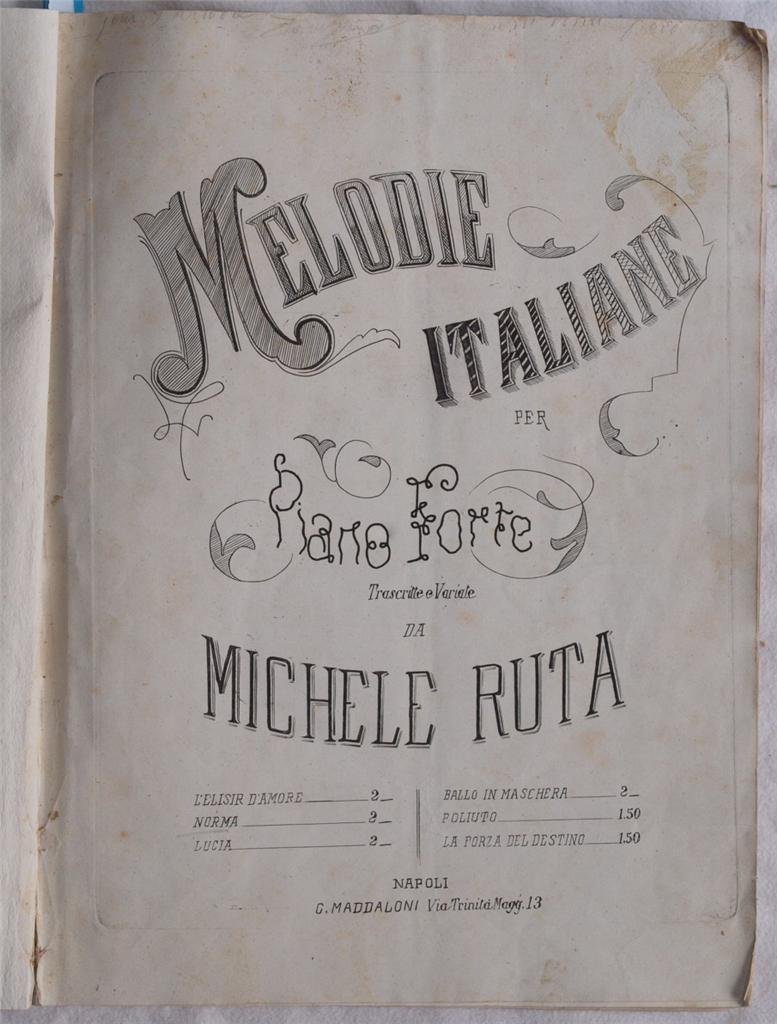 MELODIE
ITALIANE
PER
Piano Forte
Trascritte e Variate
DA
MICHELE RUTA
L'ELISIR D'AMORE 2_
NORMA 2_
LUCIA 2_
BALLO IN MASCHERA 2_
POLIUTO 1.50
LA FORZA DEL DESTINO 1.50
NAPOLI
G. MADDALONI Via Trinitá Magg. 13